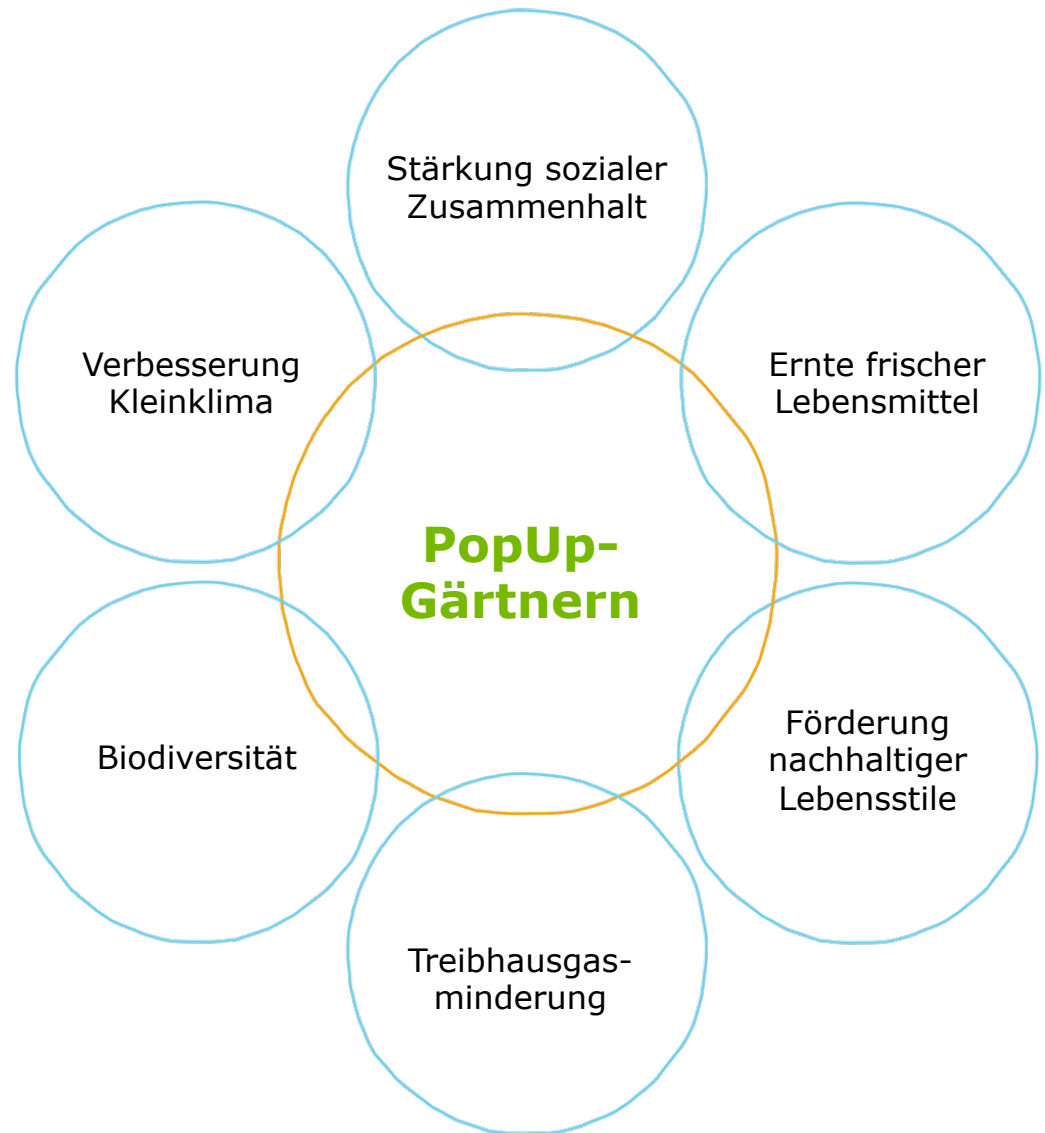 Stärkung sozialer
Zusammenhalt
Verbesserung
Kleinklima
Ernte frischer
Lebensmittel
PopUp-
Gärtnern
Biodiversität
Förderung
nachhaltiger
Lebensstile
Treibhausgas-
minderung